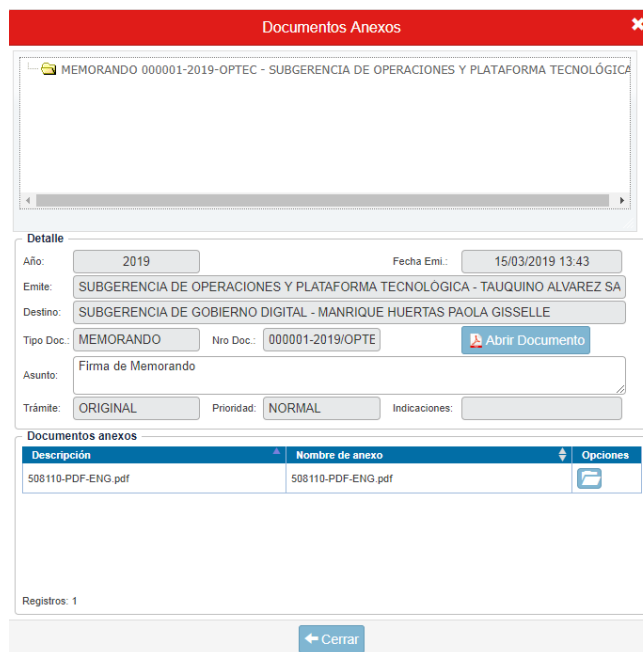 Documentos Anexos
MEMORANDO 000001-2019-OPTEC - SUBGERENCIA DE OPERACIONES Y PLATAFORMA TECNOLÓGICA
Detalle
Año: 2019 Fecha Emi.: 15/03/2019 13:43
Emite: SUBGERENCIA DE OPERACIONES Y PLATAFORMA TECNOLÓGICA - TAUQUINO ALVAREZ SA
Destino: SUBGERENCIA DE GOBIERNO DIGITAL - MANRIQUE HUERTAS PAOLA GISSELLE
Tipo Doc.: MEMORANDO Nro Doc.: 000001-2019/OPTE Abrir Documento
Asunto: Firma de Memorando
Trámite: ORIGINAL Prioridad: NORMAL Indicaciones:
Documentos anexos
Descripción Nombre de anexo Opciones
508110-PDF-ENG.pdf 508110-PDF-ENG.pdf
Registros: 1
Cerrar